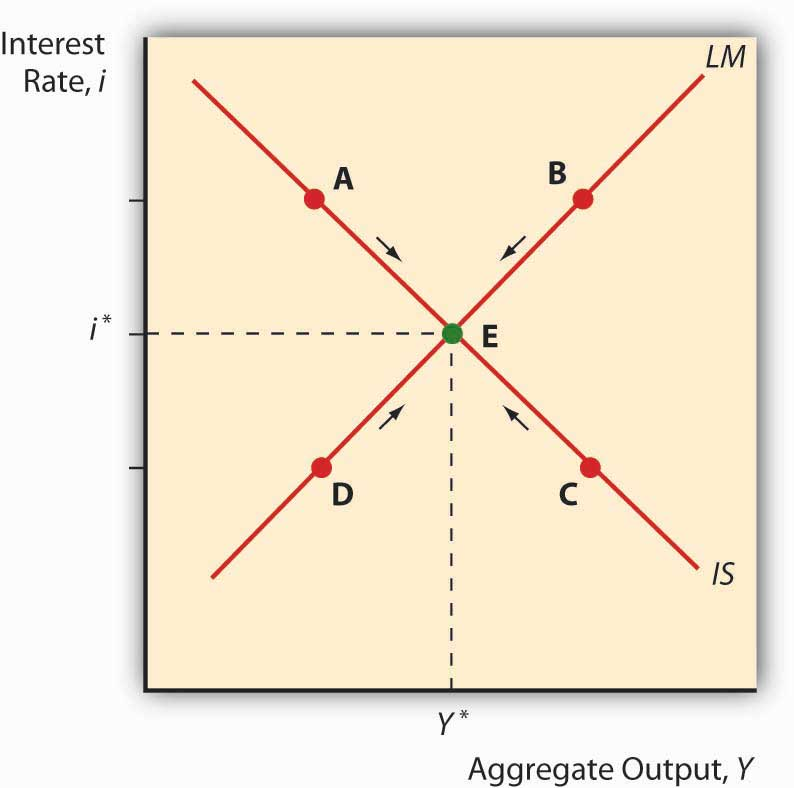 Interest
Rate, i
LM
A
B
i*
E
D
C
IS
Y*
Aggregate Output, Y